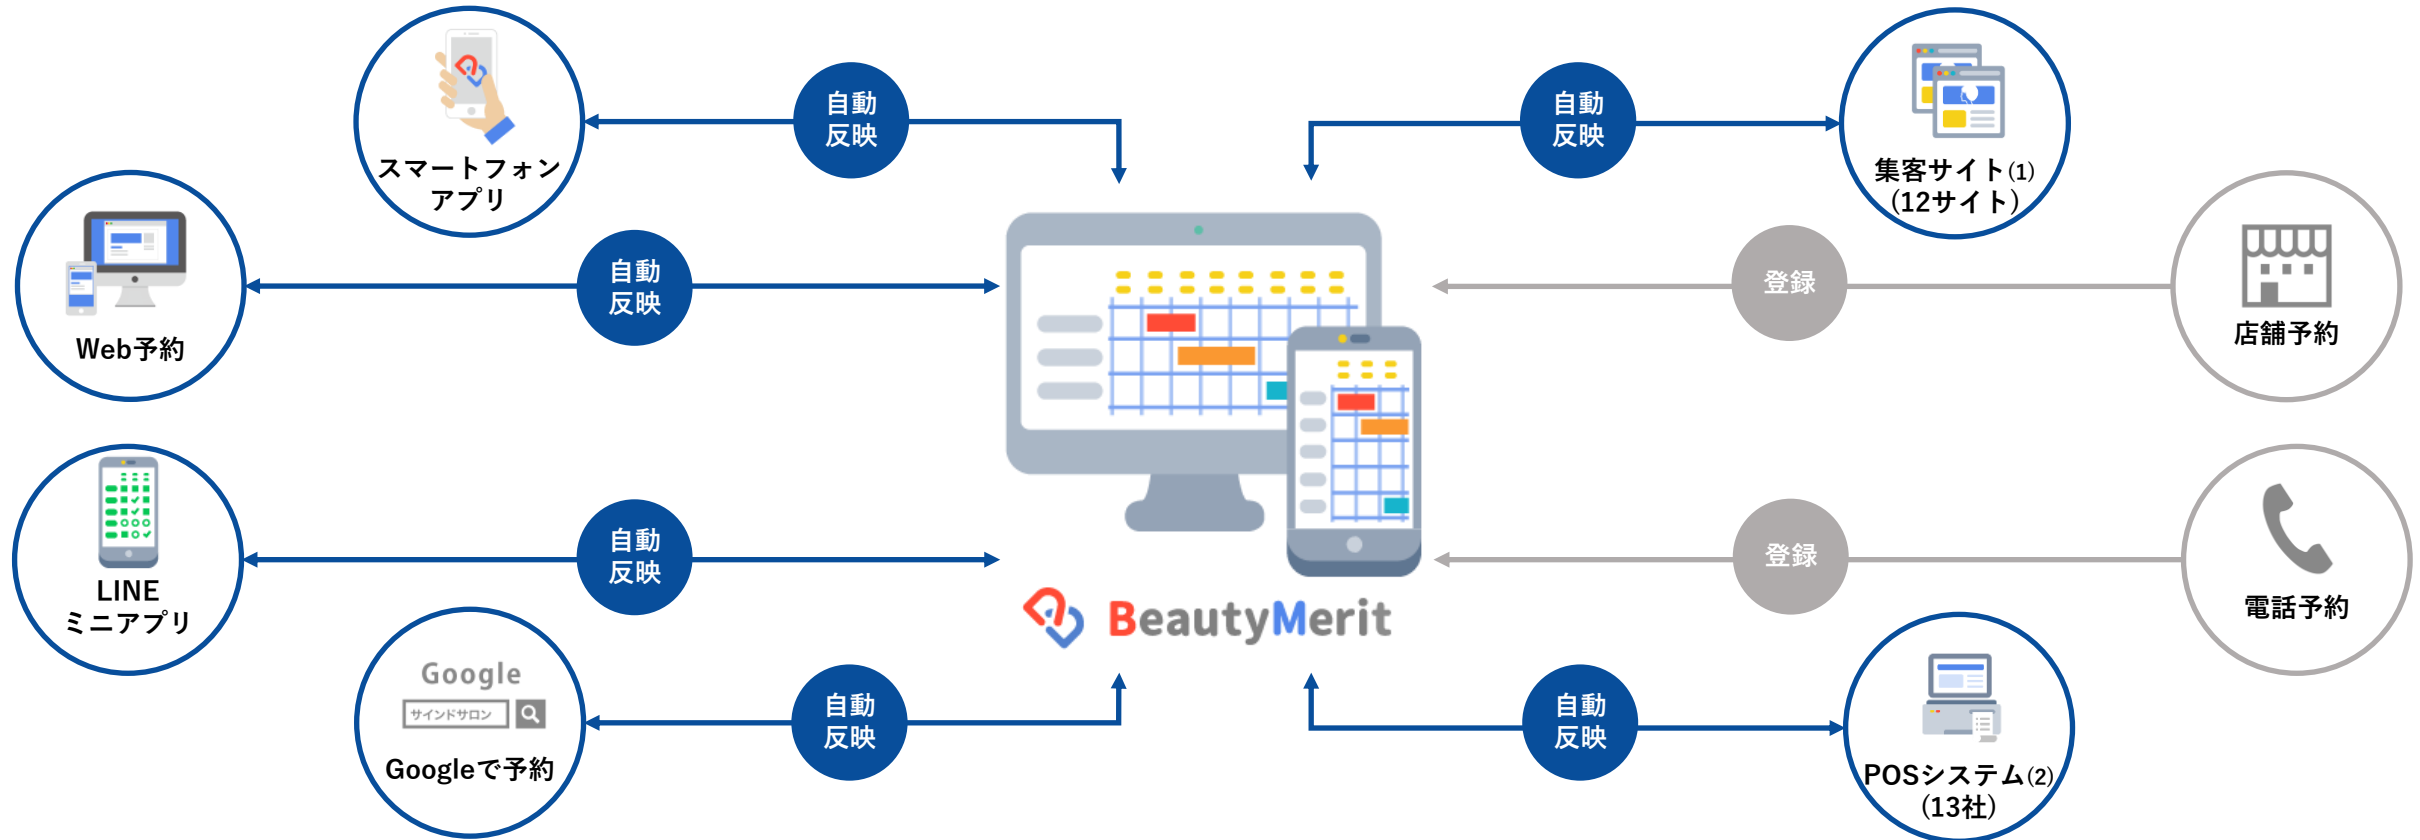 スマートフォン
アプリ
自動
反映
自動
反映
集客サイト(1)
(12サイト)
Web予約
自動
反映
登録
店舗予約
LINE
ミニアプリ
自動
反映
登録
電話予約
BeautyMerit
Google
サインドサロン
Googleで予約
自動
反映
自動
反映
POSシステム(2)
(13社)